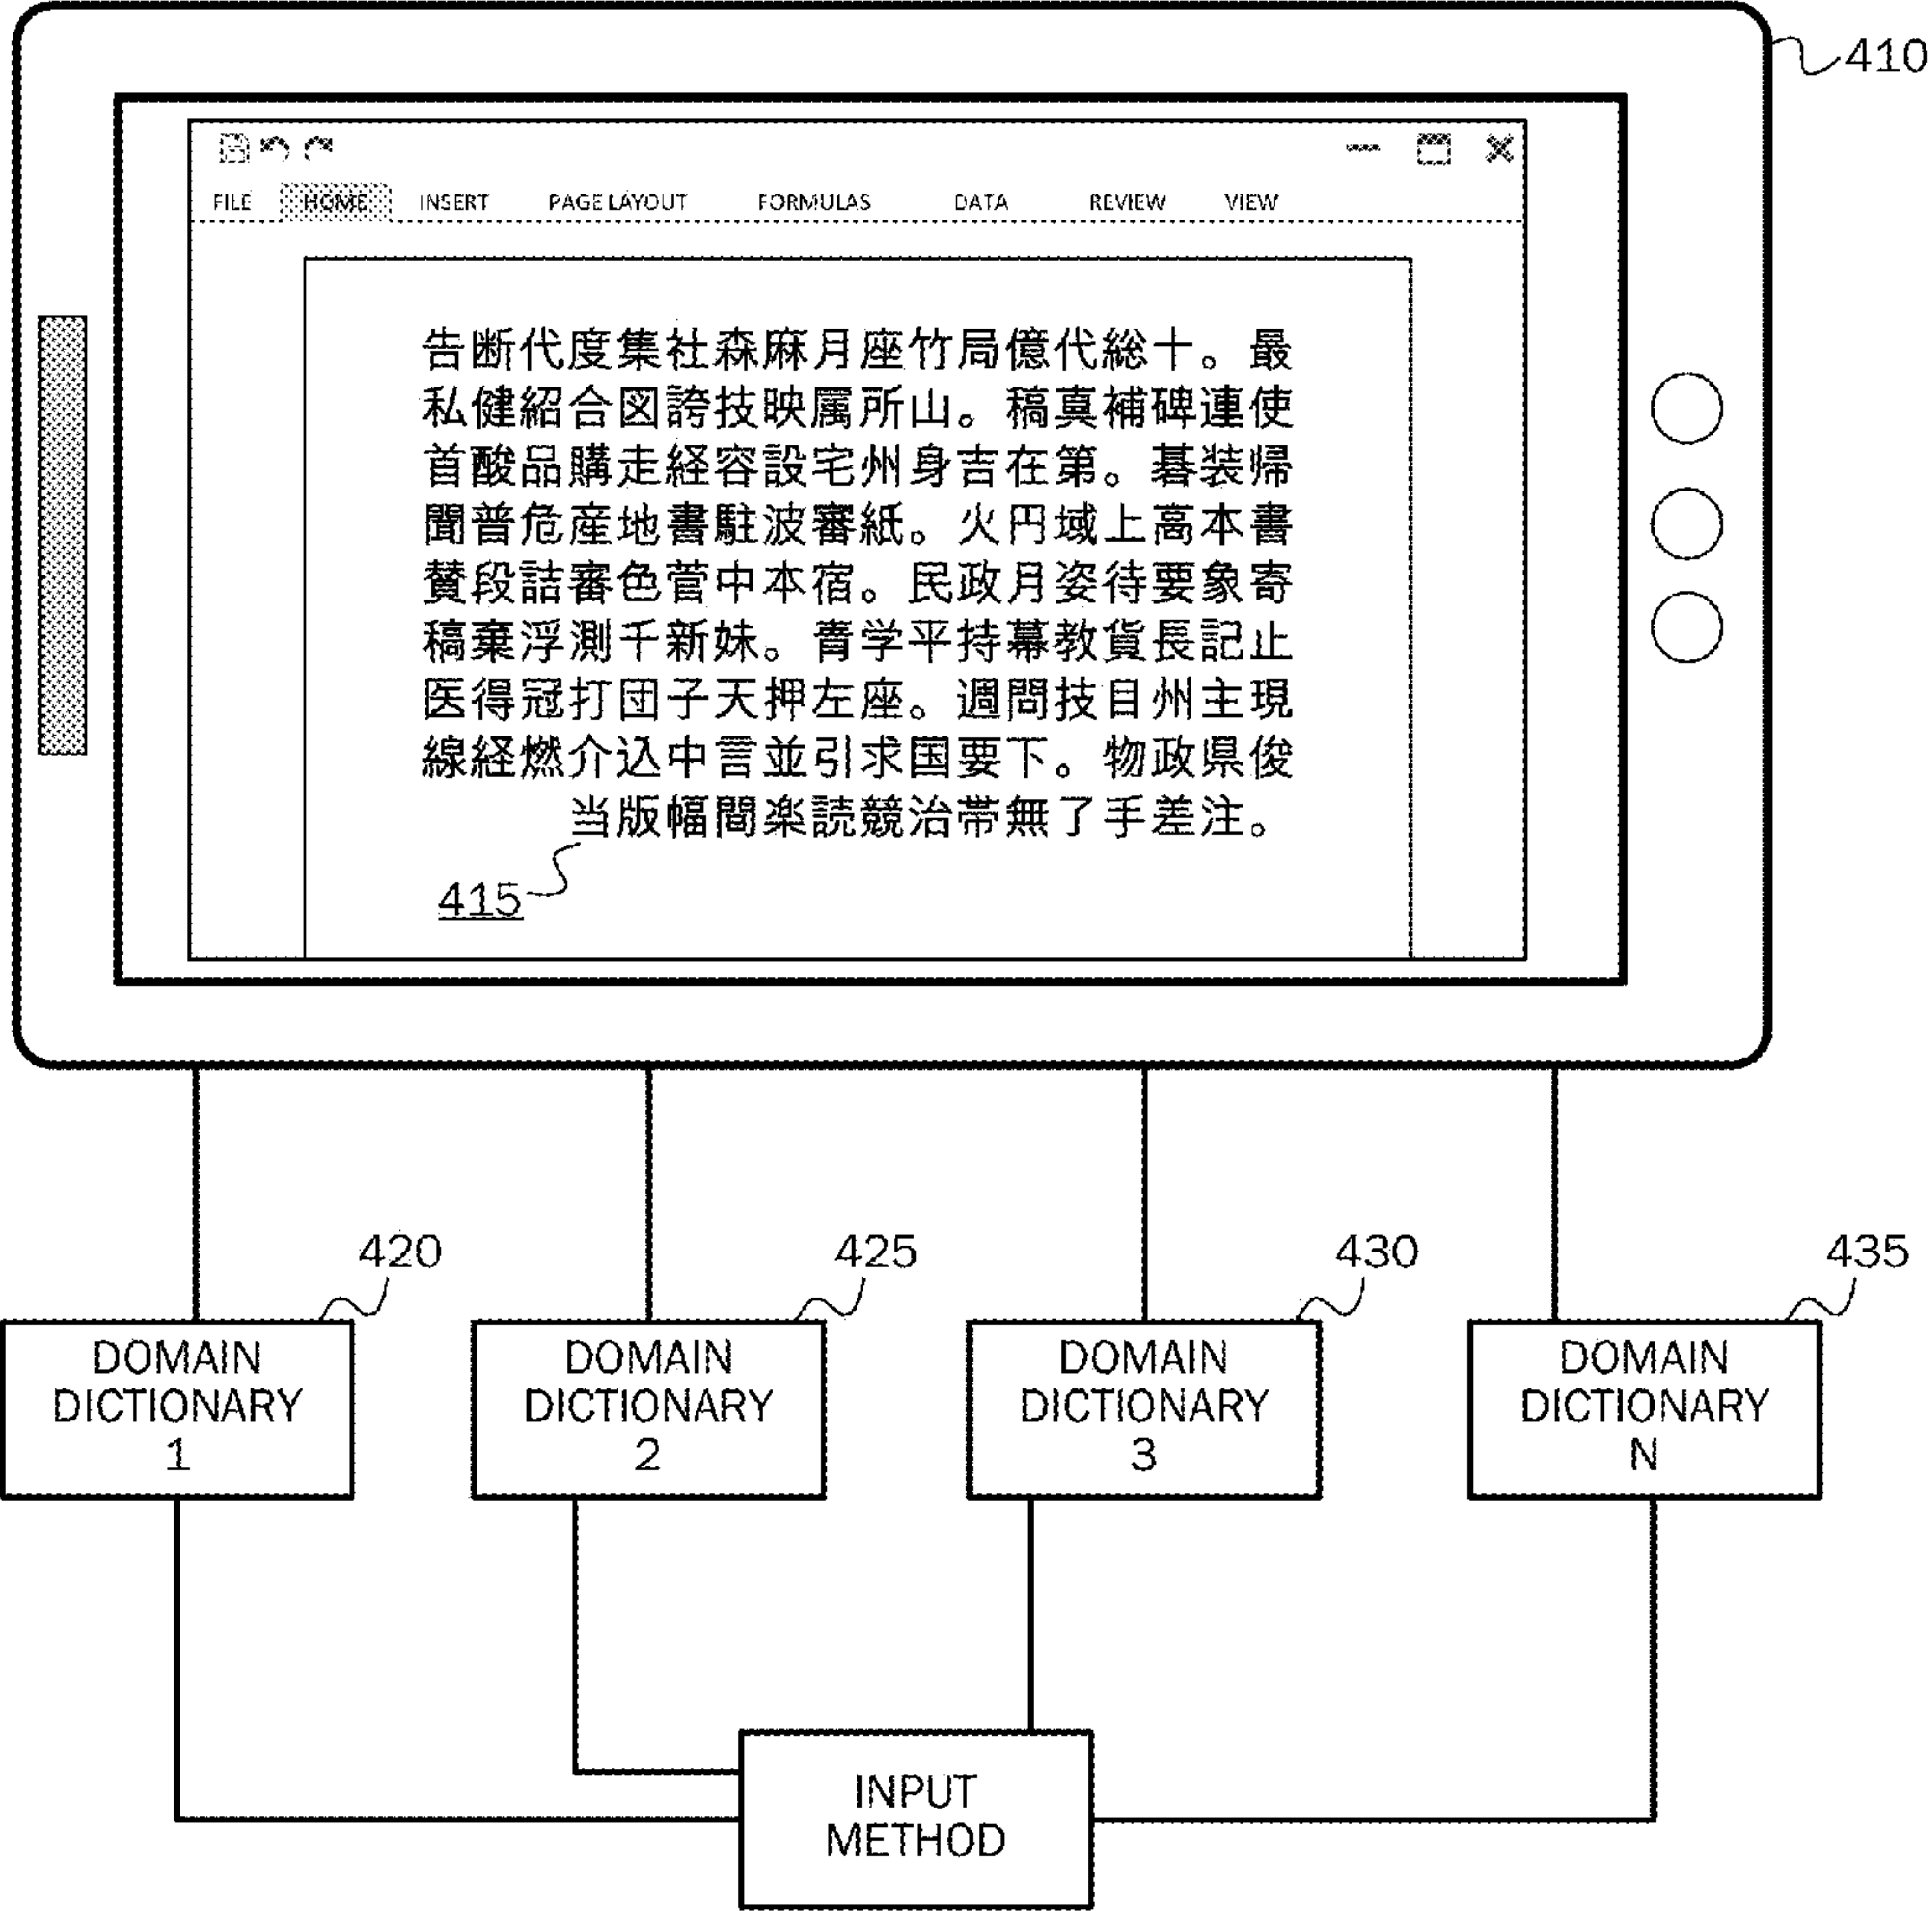 410
FILE HOME INSERT PAGE LAYOUT FORMULAS DATA REVIEW VIEW
告断代度集社森麻月座竹局億代総十。最
私健紹合図誇技映属所山。稿真補碑連使
首酸品購走経容設宅州身吉在第。碁装帰
聞普危産地書駐波審紙。火円域上高本書
賛段詰審色菅中本宿。民政月姿待要象寄
稿棄浮測千新妹。育学平持幕教貨長記止
医得冠打団子天押左座。週問技目州主現
線経燃介込中言並引求国要下。物政県俊
当版幅間楽読競治帯無了手差注。
415
420
425
430
435
DOMAIN
DICTIONARY
1
DOMAIN
DICTIONARY
2
DOMAIN
DICTIONARY
3
DOMAIN
DICTIONARY
N
INPUT
METHOD